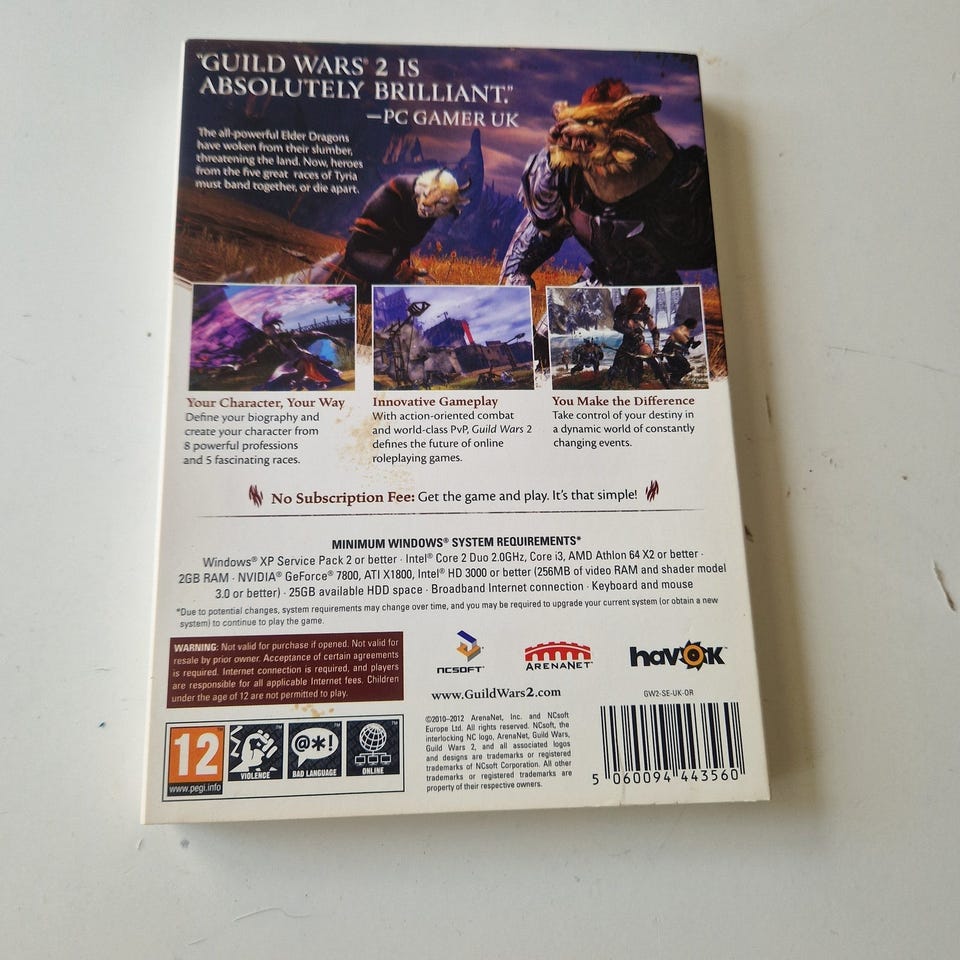 "GUILD WARS® 2 IS
ABSOLUTELY BRILLIANT."
—PC GAMER UK
The all-powerful Elder Dragons
have woken from their slumber,
threatening the land. Now, heroes
from the five great races of Tyria
must band together, or die apart.
Your Character, Your Way
Define your biography and
create your character from
8 powerful professions
and 5 fascinating races.
Innovative Gameplay
With action-oriented combat
and world-class PvP, Guild Wars 2
defines the future of online
roleplaying games.
You Make the Difference
Take control of your destiny in
a dynamic world of constantly
changing events.
No Subscription Fee: Get the game and play. It's that simple!
MINIMUM WINDOWS® SYSTEM REQUIREMENTS*
Windows® XP Service Pack 2 or better · Intel® Core 2 Duo 2.0GHz, Core i3, AMD Athlon 64 X2 or better ·
2GB RAM · NVIDIA® GeForce® 7800, ATI X1800, Intel® HD 3000 or better (256MB of video RAM and shader model
3.0 or better) · 25GB available HDD space · Broadband Internet connection · Keyboard and mouse
*Due to potential changes, system requirements may change over time, and you may be required to upgrade your current system (or obtain a new
system) to continue to play the game.
WARNING: Not valid for purchase if opened. Not valid for
resale by prior owner. Acceptance of certain agreements
is required. Internet connection is required, and players
are responsible for all applicable Internet fees. Children
under the age of 12 are not permitted to play.
NCSOFT®
ARENANET®
havok
www.GuildWars2.com
GW2-SE-UK-OR
12
www.pegi.info
VIOLENCE
@*!
BAD LANGUAGE
ONLINE
©2010–2012 ArenaNet, Inc. and NCsoft
Europe Ltd. All rights reserved. NCsoft, the
interlocking NC logo, ArenaNet, Guild Wars,
Guild Wars 2, and all associated logos
and designs are trademarks or registered
trademarks of NCsoft Corporation. All other
trademarks or registered trademarks are
property of their respective owners.
5 060094 443560